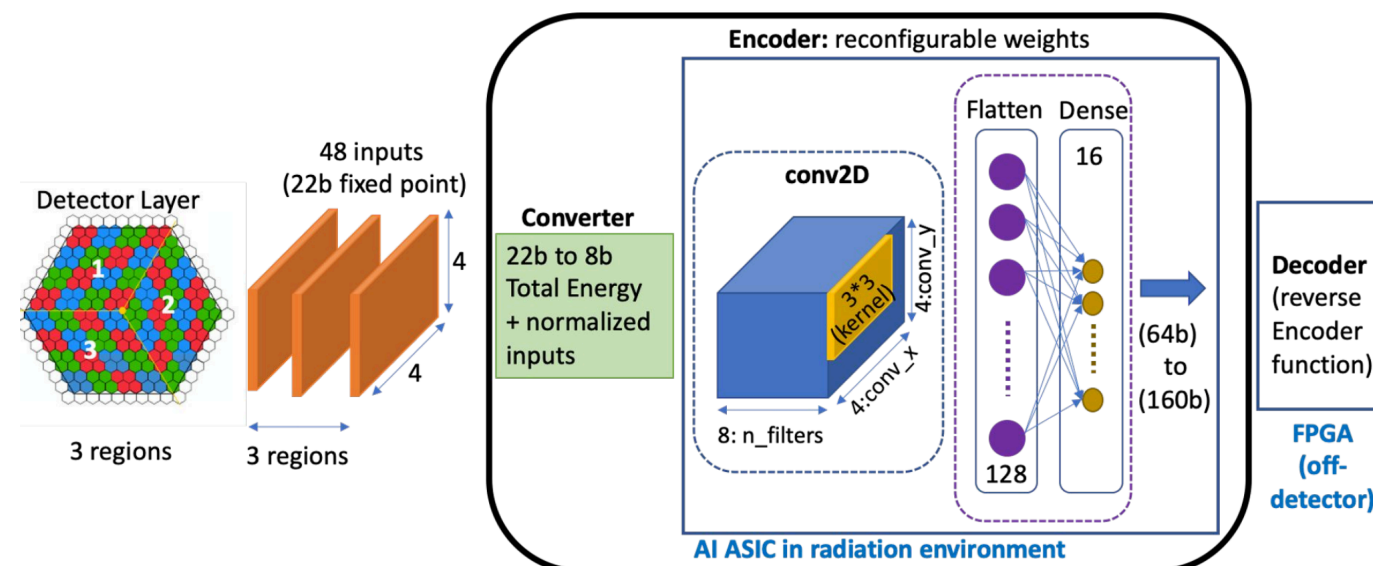 Encoder: reconfigurable weights
Flatten
Dense
48 inputs
(22b fixed point)
16
conv2D
Detector Layer
Converter
22b to 8b
Total Energy
+ normalized
inputs
1
2
3
4
4
3*3
(kernel)
4:conv_y
4:conv_x
8: n_filters
128
(64b)
to
(160b)
Decoder
(reverse
Encoder
function)
3 regions
3 regions
FPGA
(off-
detector)
AI ASIC in radiation environment